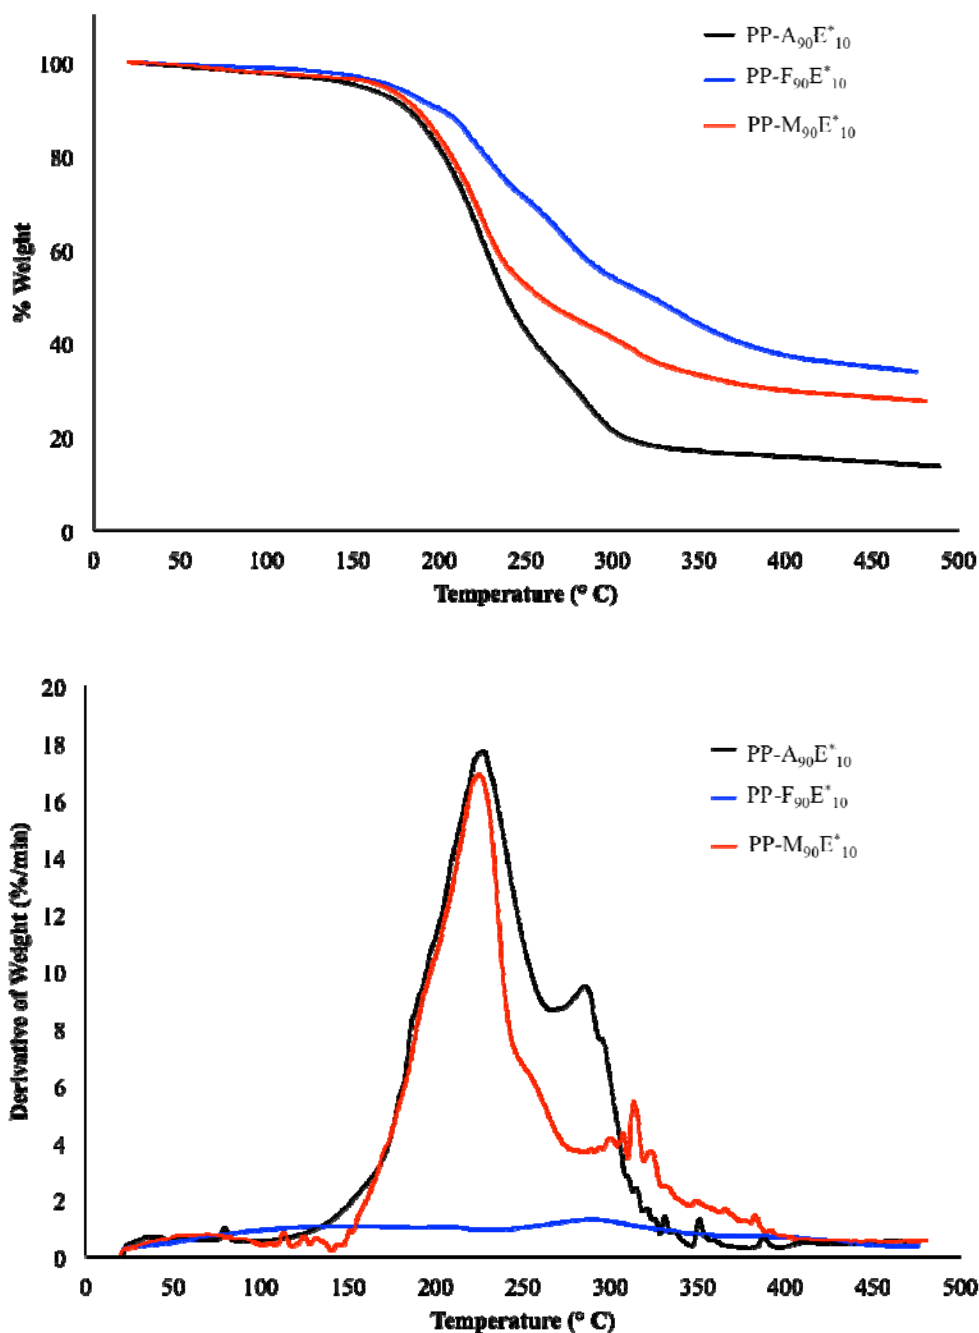 PP-A₉₀E*₁₀
PP-F₉₀E*₁₀
PP-M₉₀E*₁₀
100
80
60
40
20
0
% Weight
0 50 100 150 200 250 300 350 400 450 500
Temperature (° C)
20
18
16
14
12
10
8
6
4
2
0
Derivative of Weight (%/min)
PP-A₉₀E*₁₀
PP-F₉₀E*₁₀
PP-M₉₀E*₁₀
0 50 100 150 200 250 300 350 400 450 500
Temperature (° C)